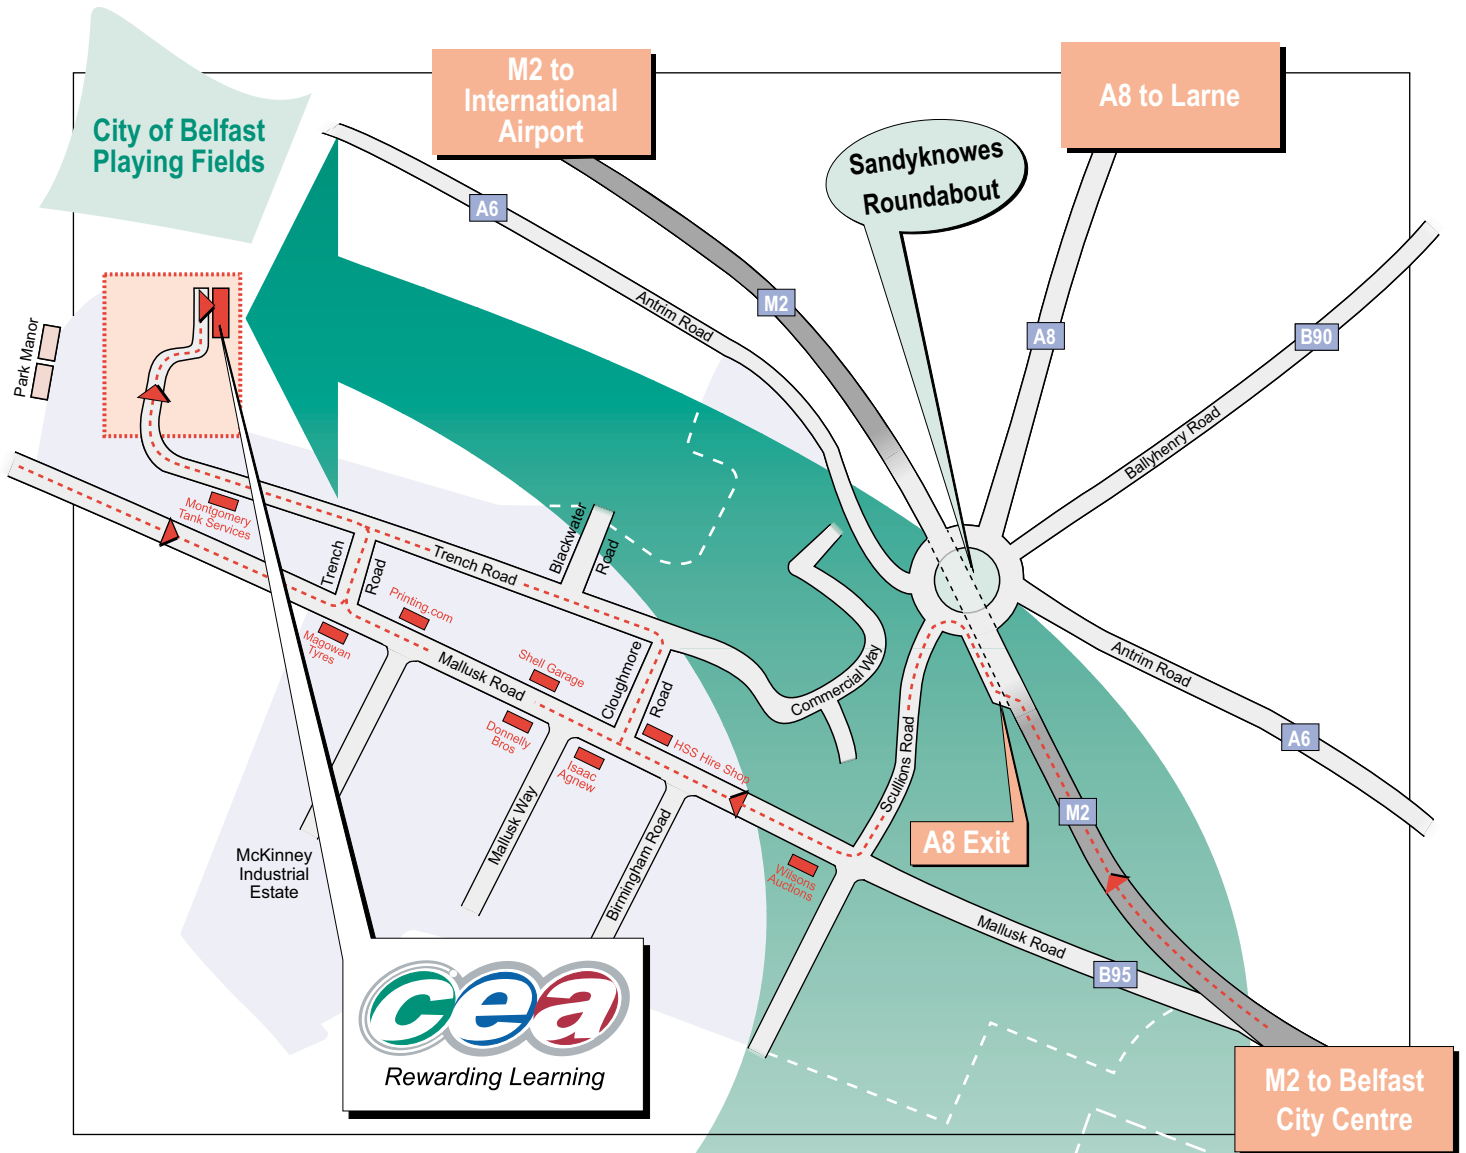 M2 to
International
Airport
A8 to Larne
City of Belfast
Playing Fields
Sandyknowes
Roundabout
A6
M2
A8
B90
Antrim Road
Ballyhenry Road
Park Manor
Montgomery
Tank Services
Trench
Road
Trench Road
Blackwater
Road
Printing.com
Magowan
Tyres
Shell Garage
Mallusk Road
Cloughmore
Road
Donnelly
Bros
Isaac
Agnew
HSS Hire Shop
Commercial Way
Scullions Road
Antrim Road
A6
M2
A8 Exit
Mallusk Way
Birmingham Road
Wilsons
Auctions
McKinney
Industrial
Estate
Mallusk Road
B95
cea
Rewarding Learning
M2 to Belfast
City Centre